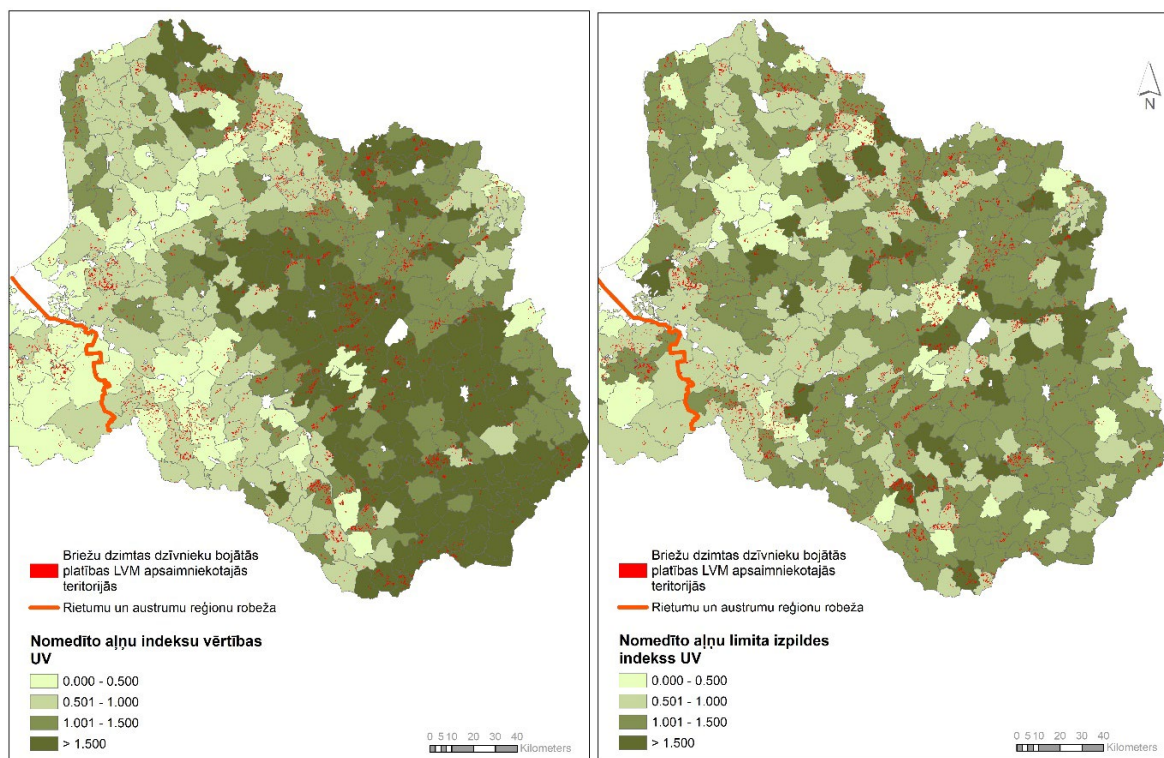 Briežu dzimtas dzīvnieku bojātās
platības LVM apsaimniekotajās
teritorijās
Rietumu un austrumu reģionu robeža
Nomedīto aļņu indeksu vērtības
UV
0.000 - 0.500
0.501 - 1.000
1.001 - 1.500
> 1.500
0 5 10 20 30 40
Kilometers
N
Briežu dzimtas dzīvnieku bojātās
platības LVM apsaimniekotajās
teritorijās
Rietumu un austrumu reģionu robeža
Nomedīto aļņu limita izpildes
indekss UV
0.000 - 0.500
0.501 - 1.000
1.001 - 1.500
> 1.500
0 5 10 20 30 40
Kilometers